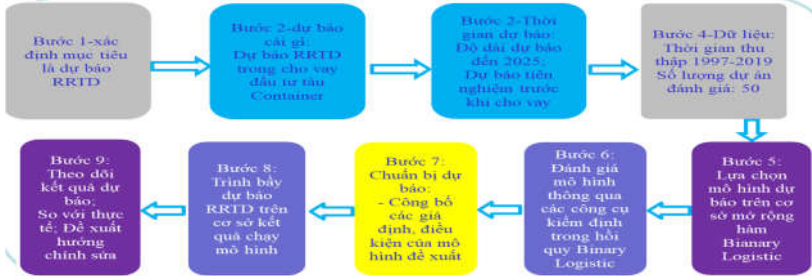 Bước 1-xác
định mục tiêu
là dự báo
RRTD
Bước 2-dự báo
cái gì:
Dự báo RRTD
trong cho vay
đầu tư tàu
Container
Bước 2-Thời
gian dự báo:
Độ dài dự báo
đến 2025;
Dự báo tiên
nghiệm trước
khi cho vay
Bước 4-Dữ liệu:
Thời gian thu
thập 1997-2019
Số lượng dự án
đánh giá: 50
Bước 5:
Lựa chọn
mô hình dự
báo trên cơ
sở mở rộng
hàm
Bianary
Logistic
Bước 6:
Đánh giá
mô hình
thông qua
các công cụ
kiểm định
trong hồi
quy Binary
Logistic
Bước 7:
Chuẩn bị dự
báo:
- Công bố
các giả
định, điều
kiện của mô
hình đề xuất
Bước 8:
Trình bầy dự
báo
RRTD trên
cơ sở kết
quả chạy
mô hình
Bước 9:
Theo dõi
kết quả dự
báo;
So với thực
tế; Đề xuất
hướng
chỉnh sửa